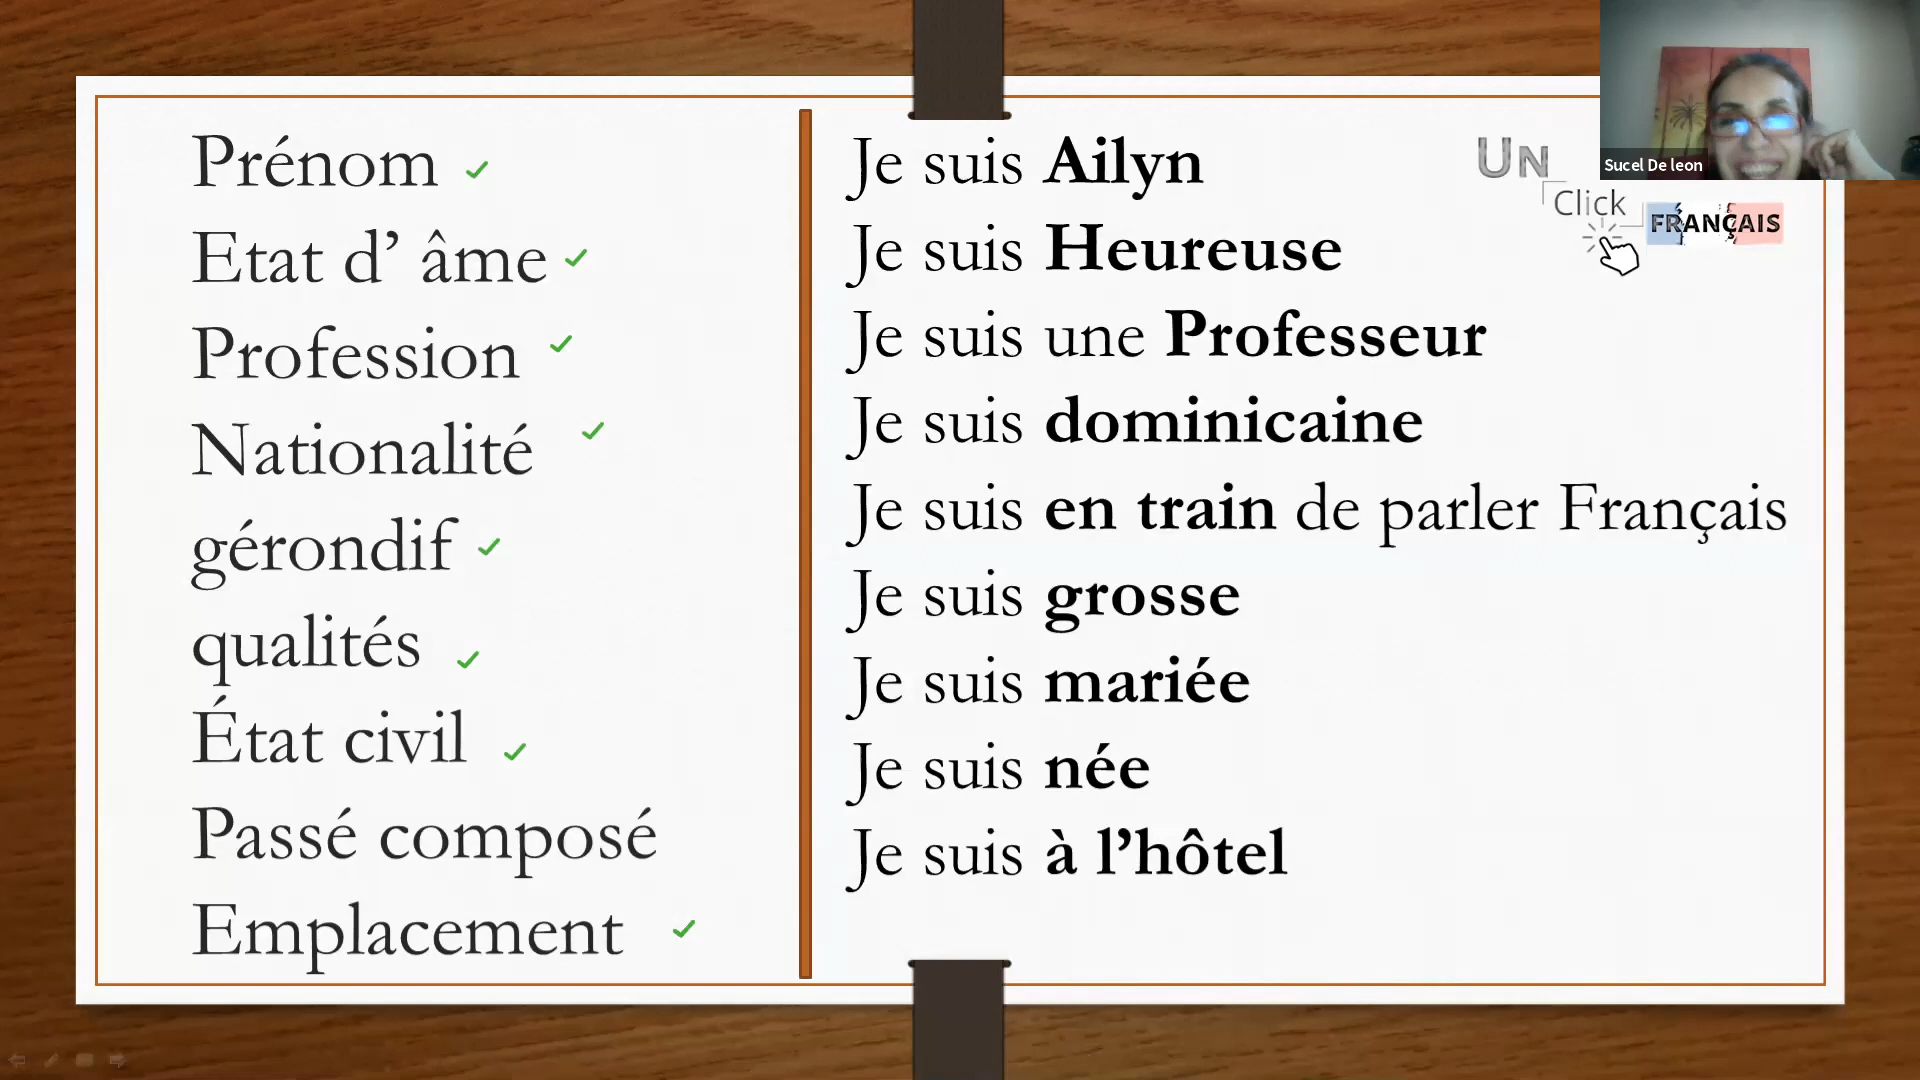 Prénom
Etat d’ âme
Profession
Nationalité
gérondif
qualités
État civil
Passé composé
Emplacement
Je suis Ailyn
Je suis Heureuse
Je suis une Professeur
Je suis dominicaine
Je suis en train de parler Français
Je suis grosse
Je suis mariée
Je suis née
Je suis à l’hôtel
UN
Click
FRANÇAIS
Sucel De leon